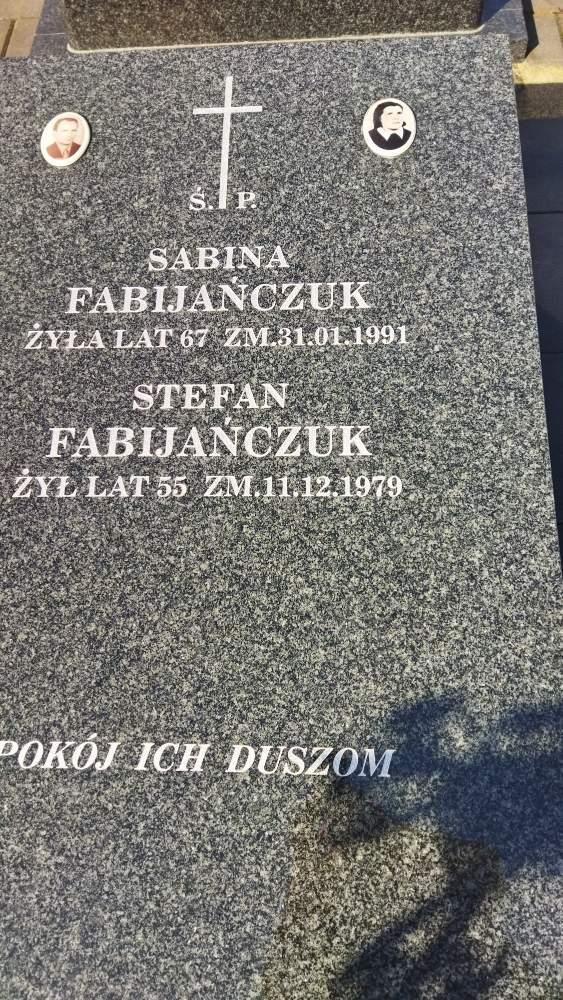 Ś. P.
SABINA
FABIJAŃCZUK
ŻYŁA LAT 67 ZM.31.01.1991
STEFAN
FABIJAŃCZUK
ŻYŁ LAT 55 ZM.11.12.1979
POKÓJ ICH DUSZOM